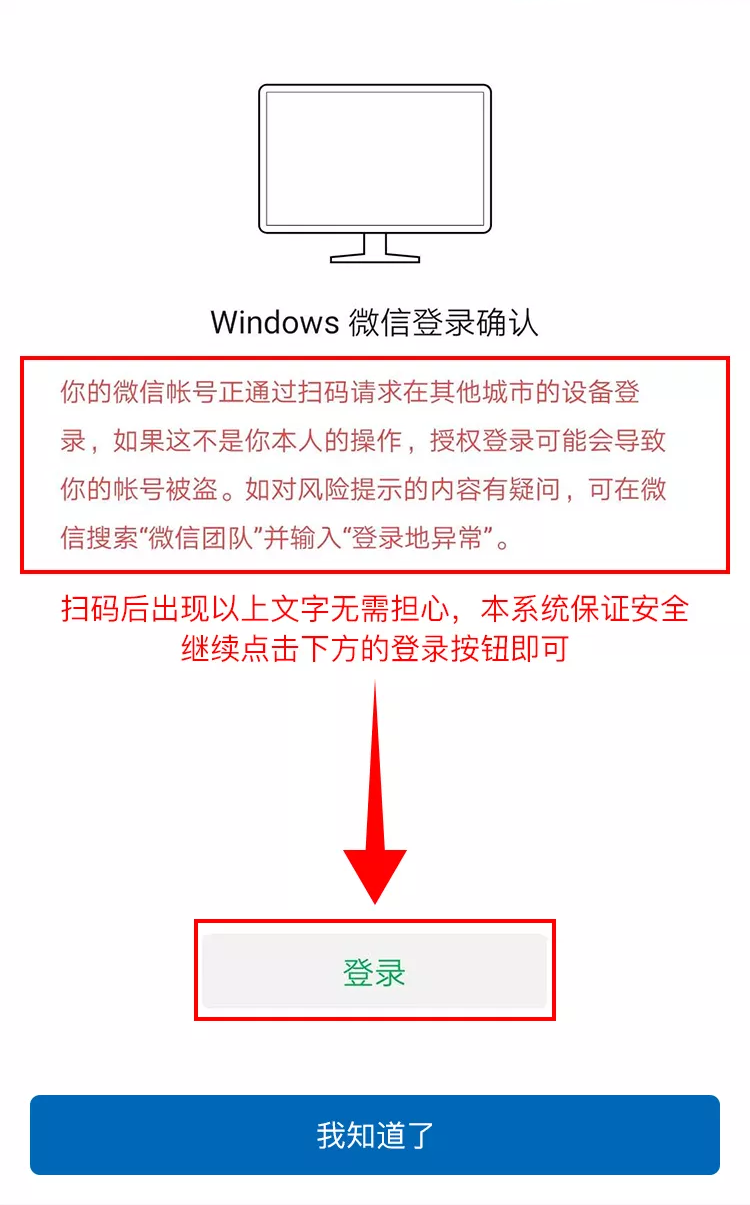 Windows 微信登录确认
你的微信帐号正通过扫码请求在其他城市的设备登
录，如果这不是你本人的操作，授权登录可能会导致
你的帐号被盗。如对风险提示的内容有疑问，可在微
信搜索“微信团队”并输入“登录地异常”。
扫码后出现以上文字无需担心，本系统保证安全
继续点击下方的登录按钮即可
登录
我知道了